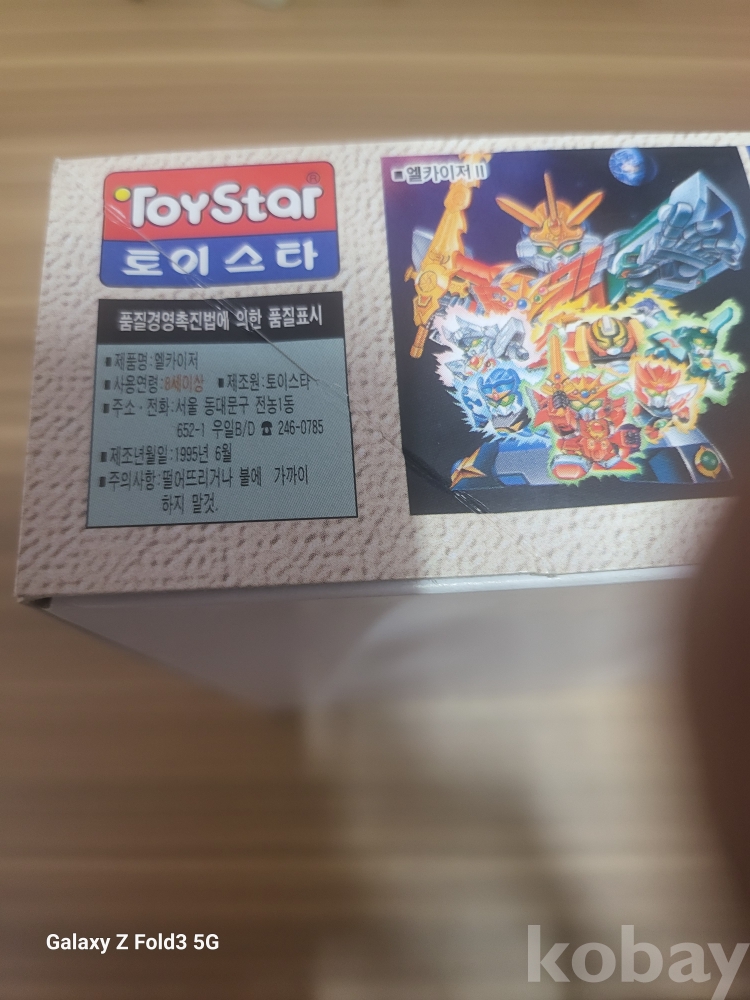 ToyStar®
토이스타
품질경영촉진법에 의한 품질표시
■제품명:엘카이저
■사용연령:8세이상 ■제조원:토이스타
■주소·전화:서울 동대문구 전농1동
652-1 우일B/D ☎ 246-0785
■제조년월일:1995년 6월
■주의사항:떨어뜨리거나 불에 가까이
하지 말것.
■엘카이저 II
Galaxy Z Fold3 5G
kobay